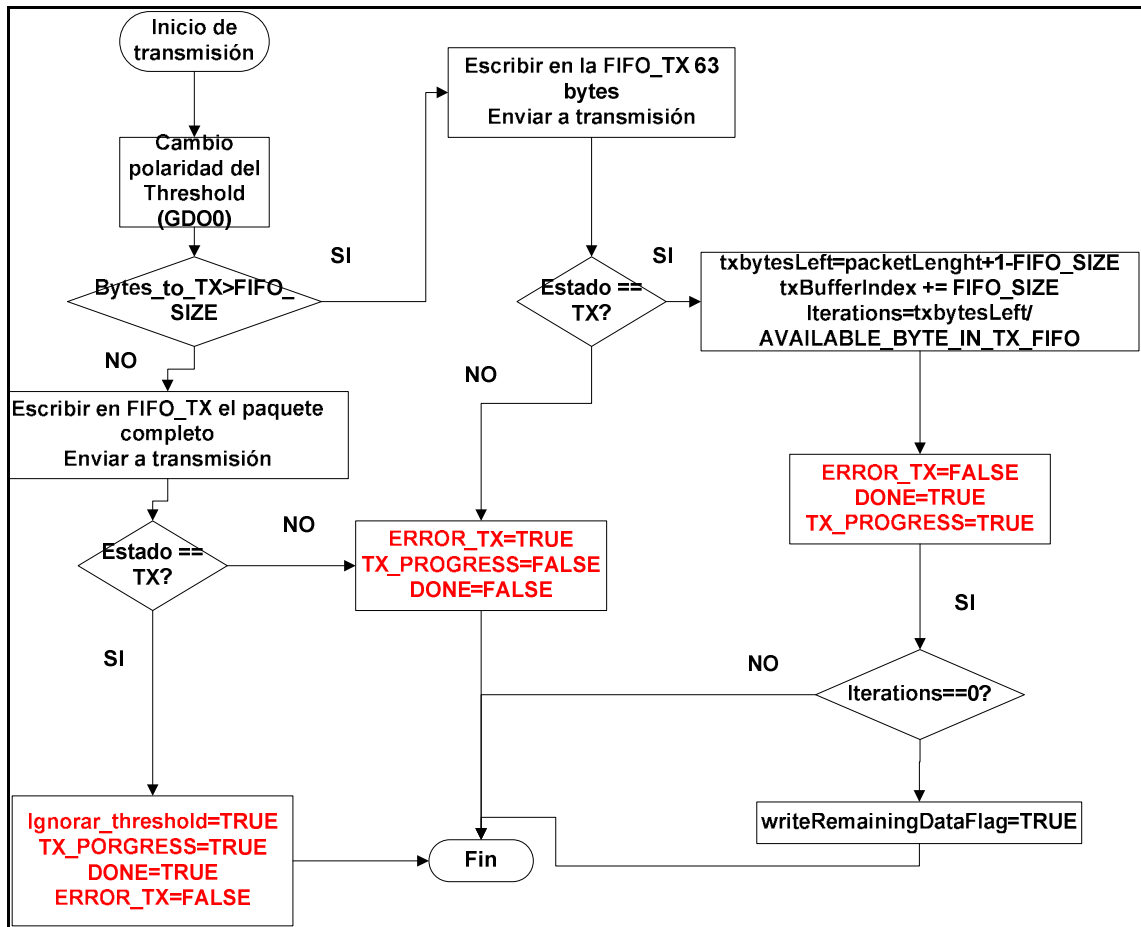 Inicio de
transmisión
Cambio
polaridad del
Threshold
(GDO0)
Bytes_to_TX>FIFO_
SIZE
SI
NO
Escribir en FIFO_TX el paquete
completo
Enviar a transmisión
Estado ==
TX?
NO
SI
Ignorar_threshold=TRUE
TX_PORGRESS=TRUE
DONE=TRUE
ERROR_TX=FALSE
Escribir en la FIFO_TX 63
bytes
Enviar a transmisión
Estado ==
TX?
SI
NO
ERROR_TX=TRUE
TX_PROGRESS=FALSE
DONE=FALSE
txbytesLeft=packetLenght+1-FIFO_SIZE
txBufferIndex += FIFO_SIZE
Iterations=txbytesLeft/
AVAILABLE_BYTE_IN_TX_FIFO
ERROR_TX=FALSE
DONE=TRUE
TX_PROGRESS=TRUE
SI
NO
Iterations==0?
writeRemainingDataFlag=TRUE
Fin